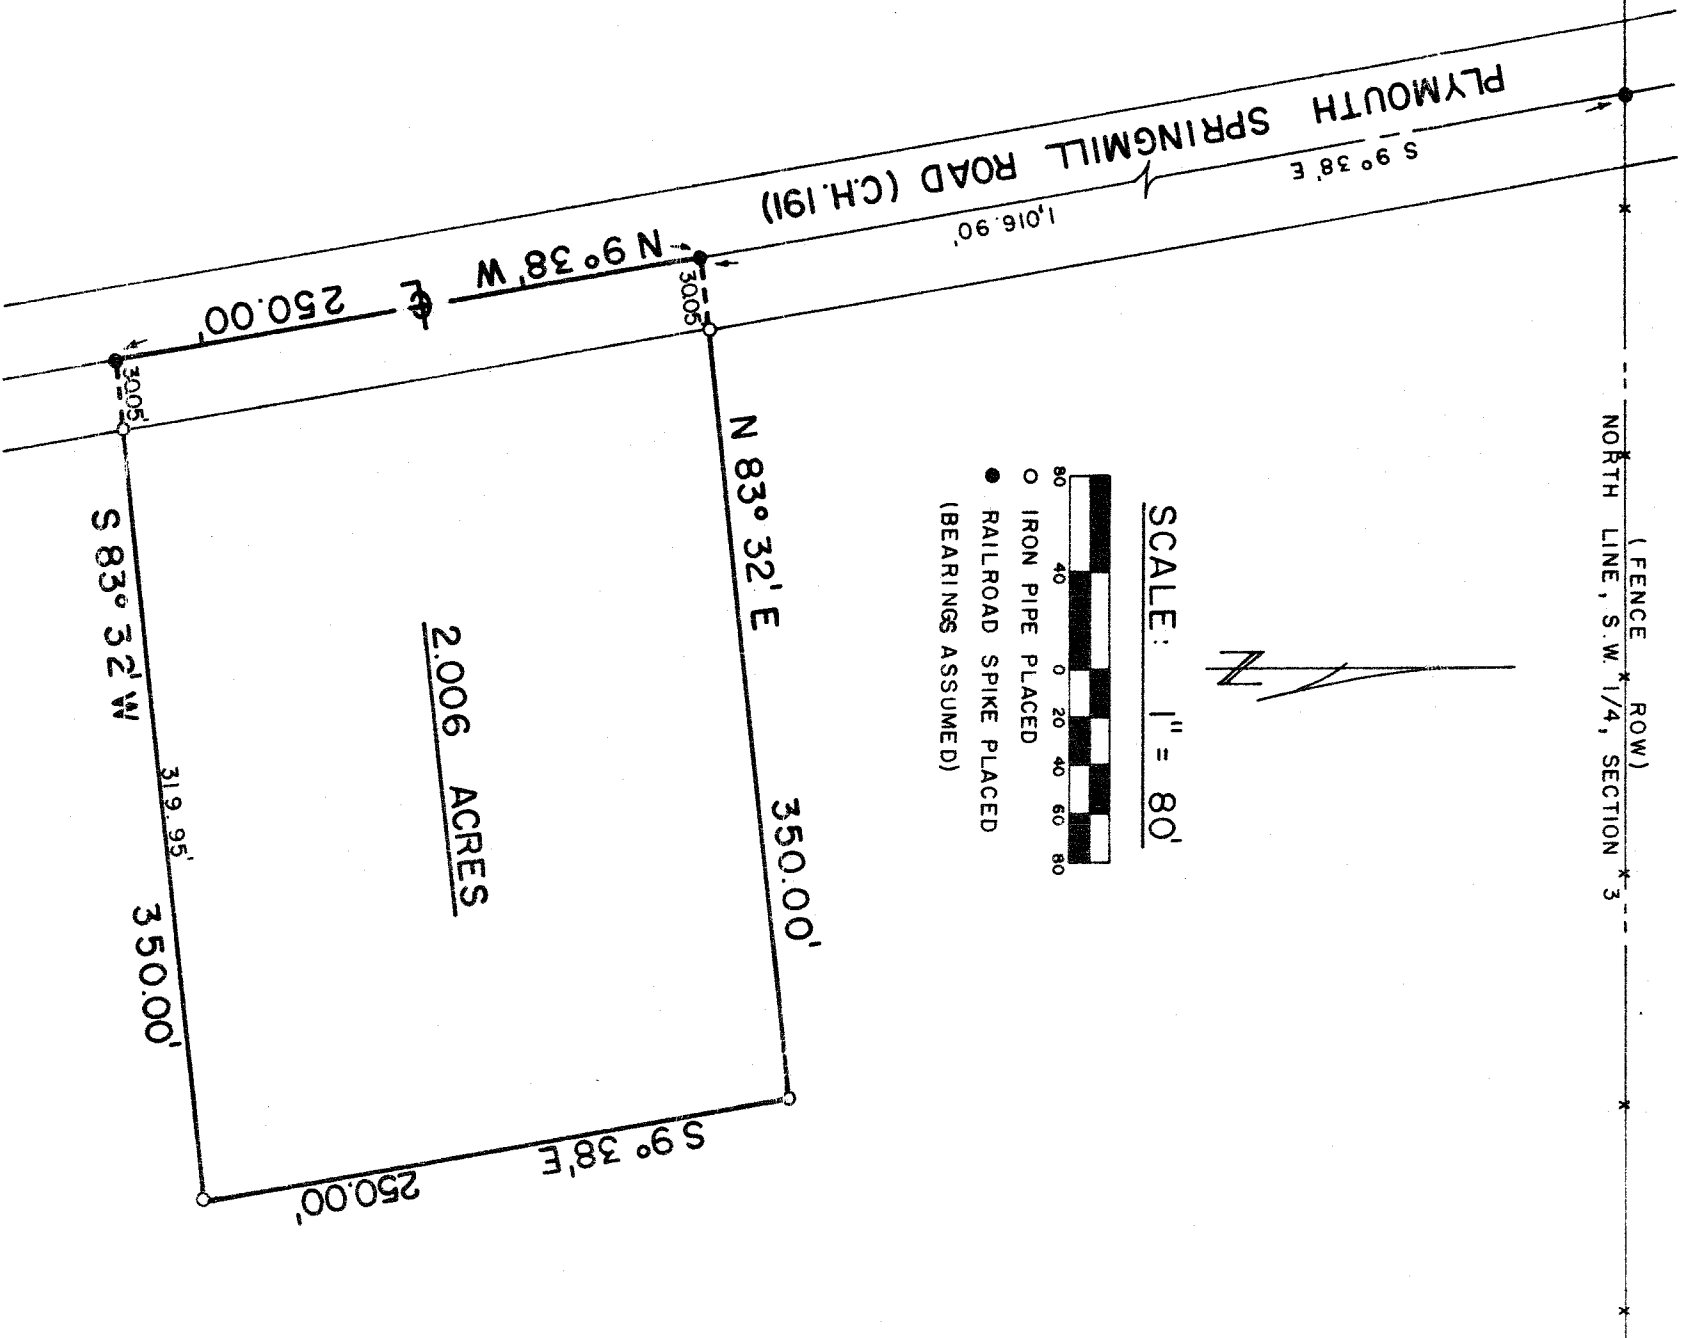 (FENCE ROW)
NORTH LINE, S.W. 1/4, SECTION 3
PLYMOUTH SPRINGMILL ROAD (C.H. 191)
S 9° 38' E
1,016.90'
N 9° 38' W
250.00'
30.05'
30.05'
N 83° 32' E
350.00'
S 9° 38' E
250.00'
S 83° 32' W
319.95'
350.00'
2.006 ACRES
N
SCALE: 1" = 80'
80 40 0 20 40 60 80
O IRON PIPE PLACED
● RAILROAD SPIKE PLACED
(BEARINGS ASSUMED)